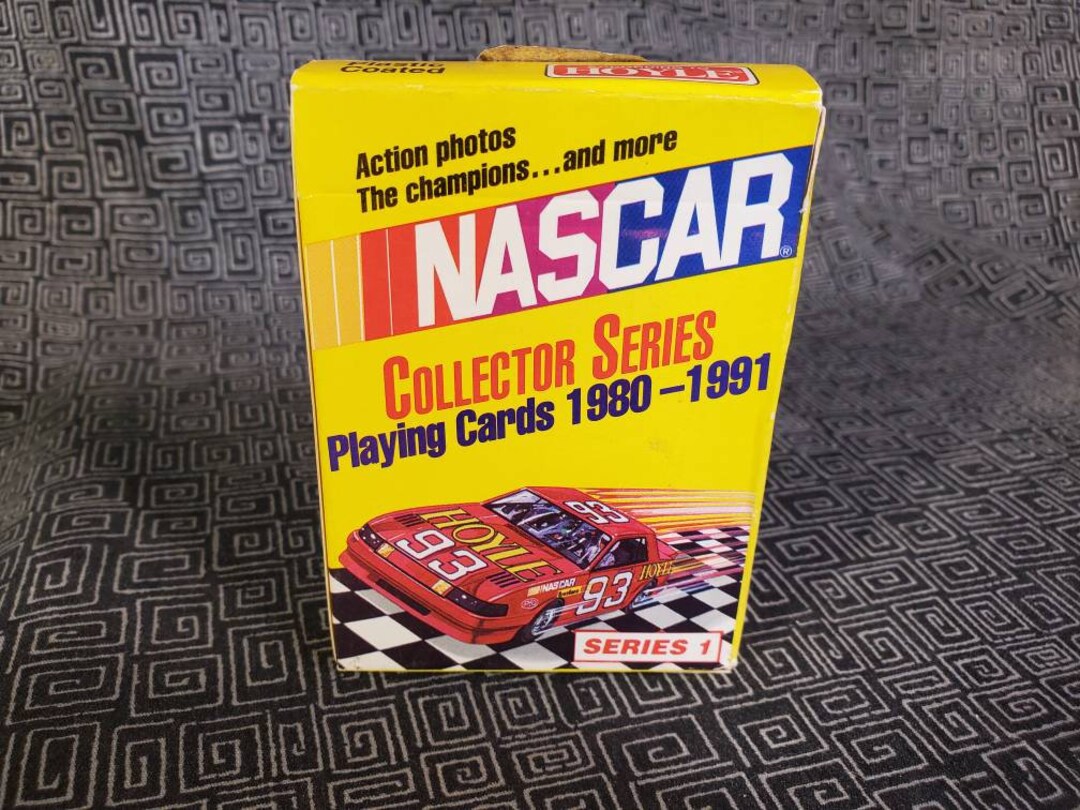 Plastic
Coated
HOYLE
Action photos
The champions...and more
NASCAR®
COLLECTOR SERIES
Playing Cards 1980-1991
93
HOYLE
93
HOYLE
NASCAR
93
SERIES 1